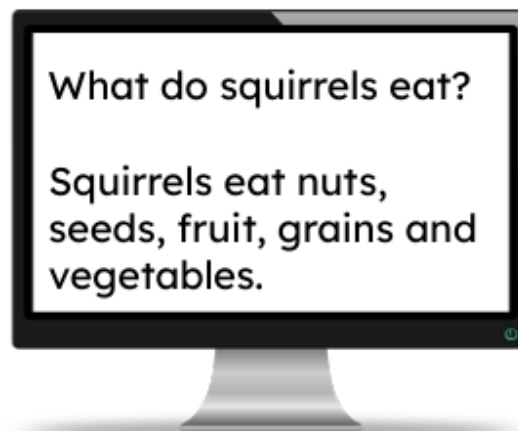 What do squirrels eat?
Squirrels eat nuts,
seeds, fruit, grains and
vegetables.